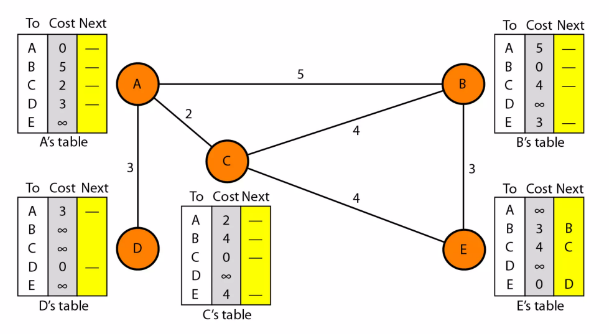 To Cost Next
A 0 —
B 5 —
C 2 —
D 3 —
E ∞
A's table
To Cost Next
A 5 —
B 0 —
C 4 —
D ∞
E 3 —
B's table
A
B
C
D
E
5
2
4
3
3
4
To Cost Next
A 3 —
B ∞
C ∞
D 0 —
E ∞
D's table
To Cost Next
A 2 —
B 4 —
C 0 —
D ∞
E 4 —
C's table
To Cost Next
A ∞
B 3 B
C 4 C
D ∞
E 0 D
E's table